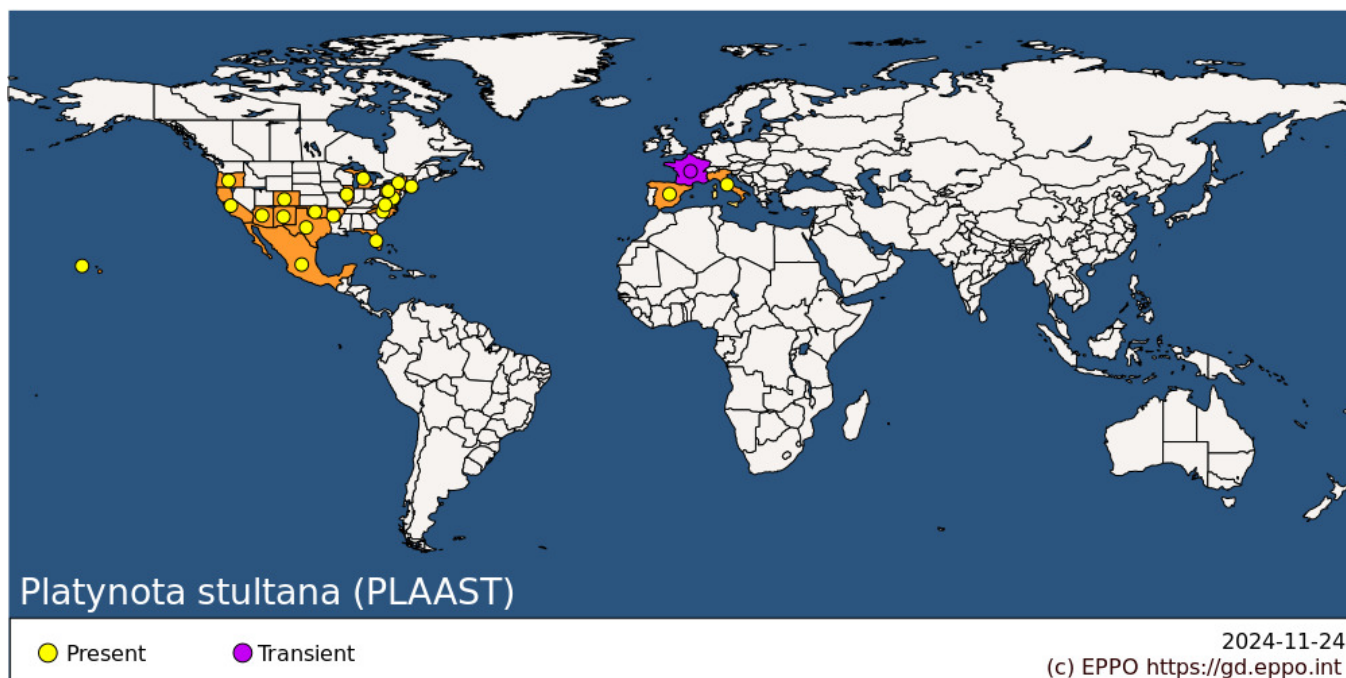 Platynota stultana (PLAAST)
Present
Transient
2024-11-24
(c) EPPO https://gd.eppo.int